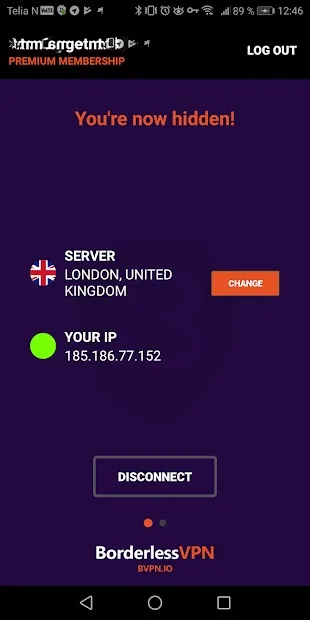 Telia N
89 %
12:46
LOG OUT
PREMIUM MEMBERSHIP
You're now hidden!
SERVER
LONDON, UNITED
KINGDOM
CHANGE
YOUR IP
185.186.77.152
DISCONNECT
BorderlessVPN
BVPN.IO